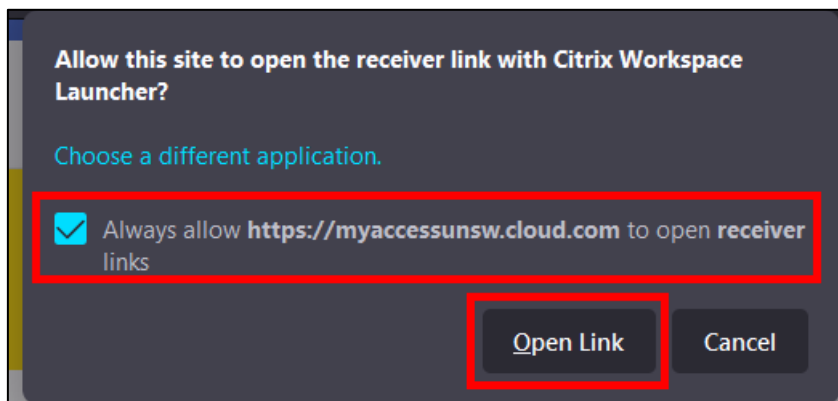 Allow this site to open the receiver link with Citrix Workspace
Launcher?
Choose a different application.
Always allow https://myaccessunsw.cloud.com to open receiver
links
Open Link
Cancel